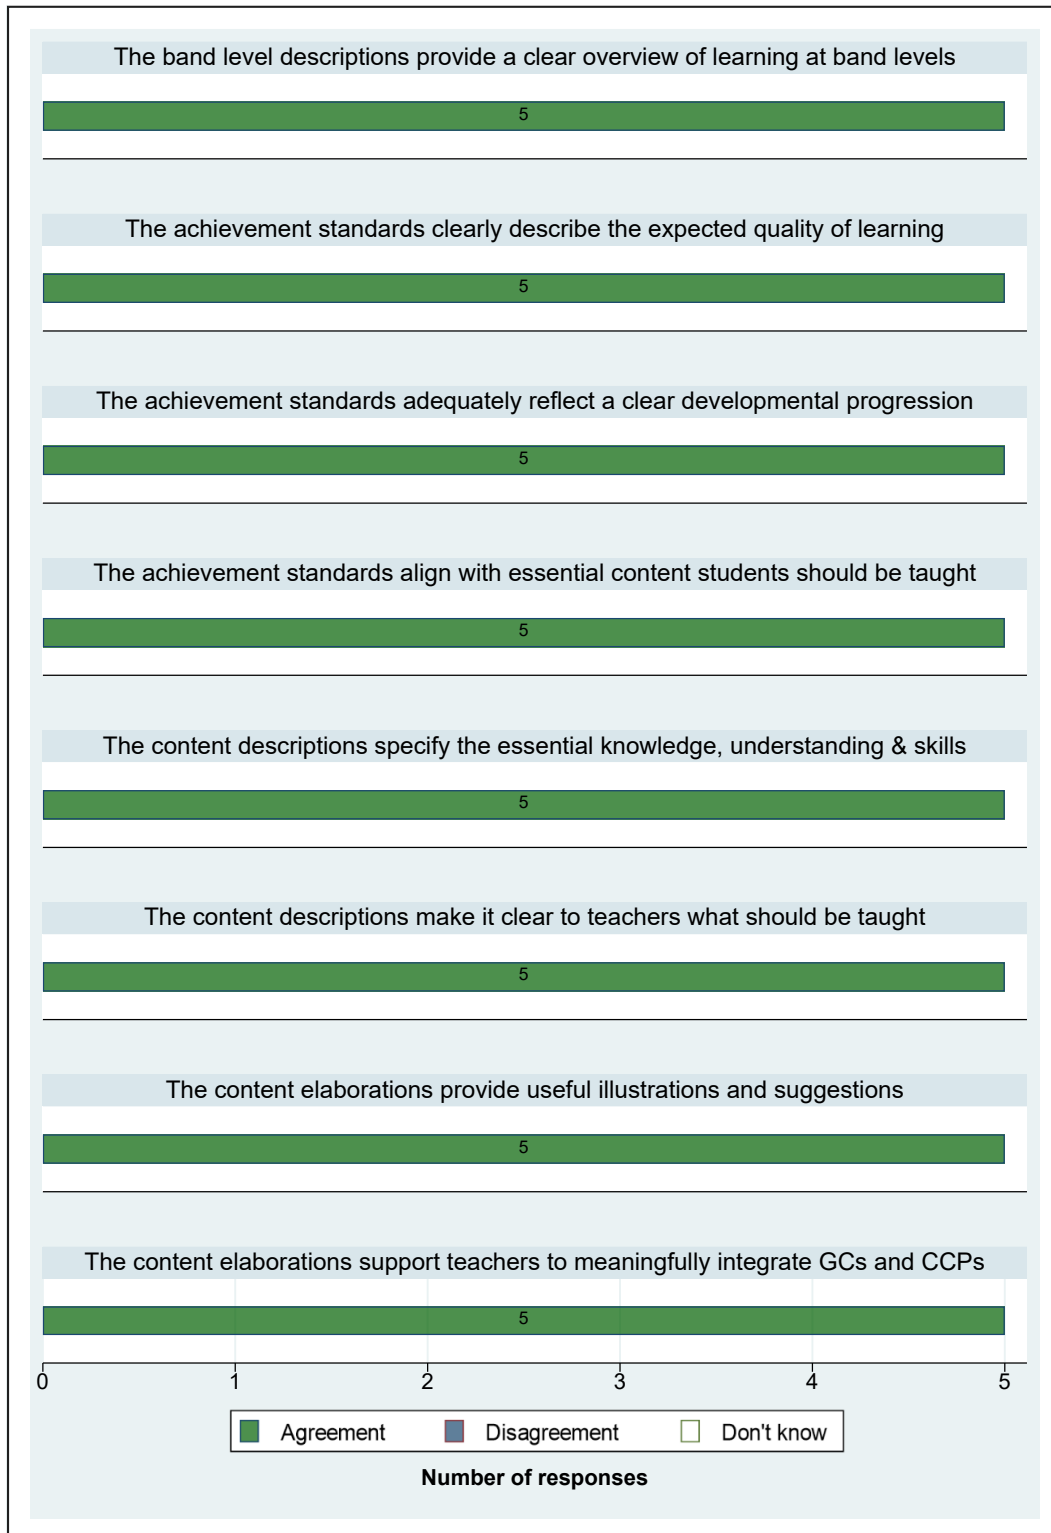 The band level descriptions provide a clear overview of learning at band levels
5
The achievement standards clearly describe the expected quality of learning
5
The achievement standards adequately reflect a clear developmental progression
5
The achievement standards align with essential content students should be taught
5
The content descriptions specify the essential knowledge, understanding & skills
5
The content descriptions make it clear to teachers what should be taught
5
The content elaborations provide useful illustrations and suggestions
5
The content elaborations support teachers to meaningfully integrate GCs and CCPs
5
0 1 2 3 4 5
Agreement Disagreement Don't know
Number of responses